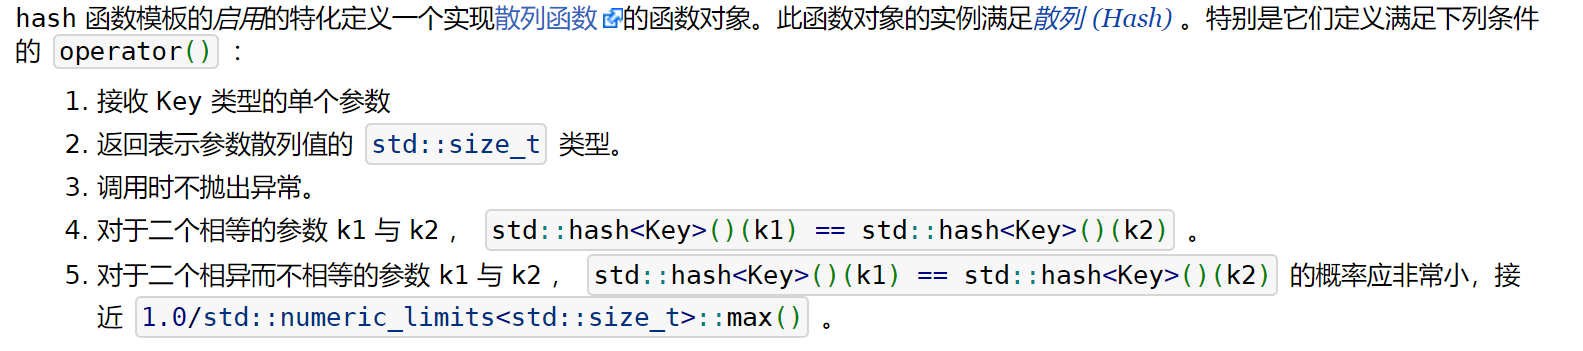 hash 函数模板的启用的特化定义一个实现散列函数的函数对象。此函数对象的实例满足散列 (Hash) 。特别是它们定义满足下列条件
的 operator() ：
1. 接收 Key 类型的单个参数
2. 返回表示参数散列值的 std::size_t 类型。
3. 调用时不抛出异常。
4. 对于二个相等的参数 k1 与 k2 ， std::hash<Key>()(k1) == std::hash<Key>()(k2) 。
5. 对于二个相异而不相等的参数 k1 与 k2 ， std::hash<Key>()(k1) == std::hash<Key>()(k2) 的概率应非常小，接
近 1.0/std::numeric_limits<std::size_t>::max() 。